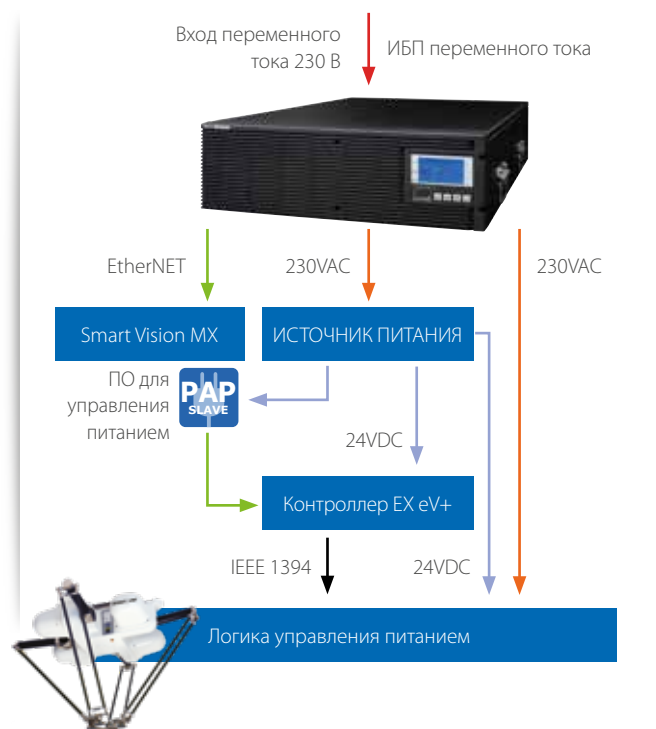 Вход переменного
тока 230 В
ИБП переменного тока
EtherNET
230VAC
230VAC
Smart Vision MX
ИСТОЧНИК ПИТАНИЯ
ПО для
управления
питанием
PAP
SLAVE
24VDC
Контроллер EX eV+
IEEE 1394
24VDC
Логика управления питанием